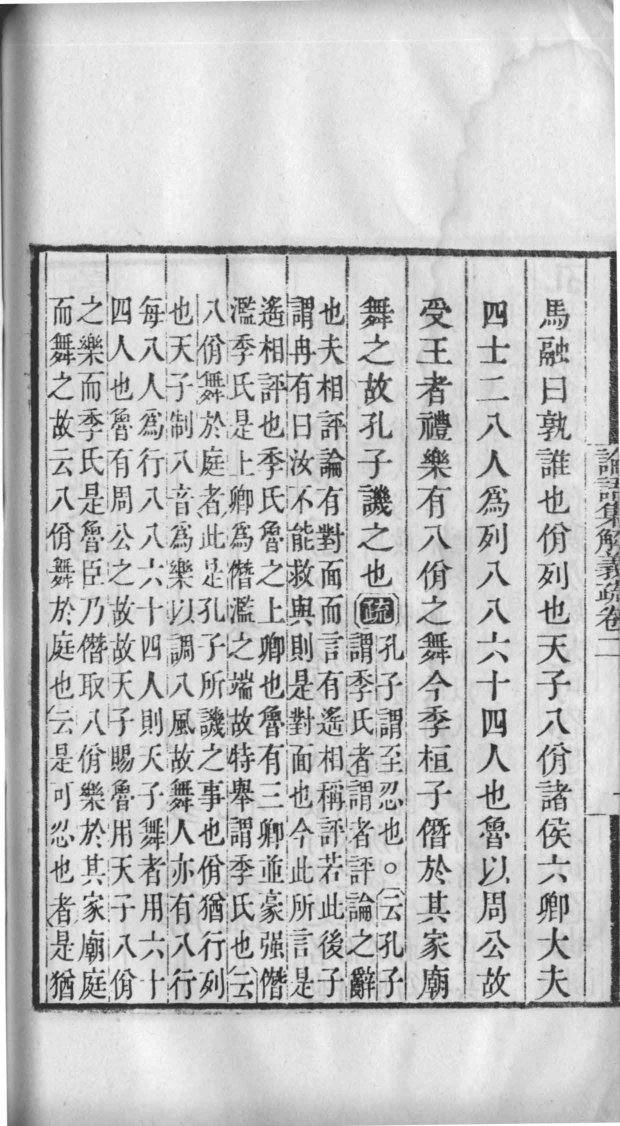 論語集解義疏卷二
馬融曰孰誰也佾列也天子八佾諸侯六卿大夫
四士二八人爲列八八六十四人也魯以周公故
受王者禮樂有八佾之舞今季桓子僭於其家廟
舞之故孔子譏之也疏
孔子謂至忍也。云孔子
謂季氏者謂者評論之辭
也夫相評論有對面而言有遙相稱評若此後子
謂冉有曰汝不能救與則是對面也今此所言是
遙相評也季氏魯之上卿也魯有三卿並豪强僭
濫季氏是上卿爲僭濫之端故特舉謂季氏也云
八佾舞於庭者此是孔子所譏之事也佾猶行列
也天子制八音爲樂以調八風故舞人亦有八行
每八人爲行八八六十四人則天子舞者用六十
四人也魯有周公之故故天子賜魯用天子八佾
之樂而季氏是魯臣乃僭取八佾樂於其家廟庭
而舞之故云八佾舞於庭也云是可忍也者是猶